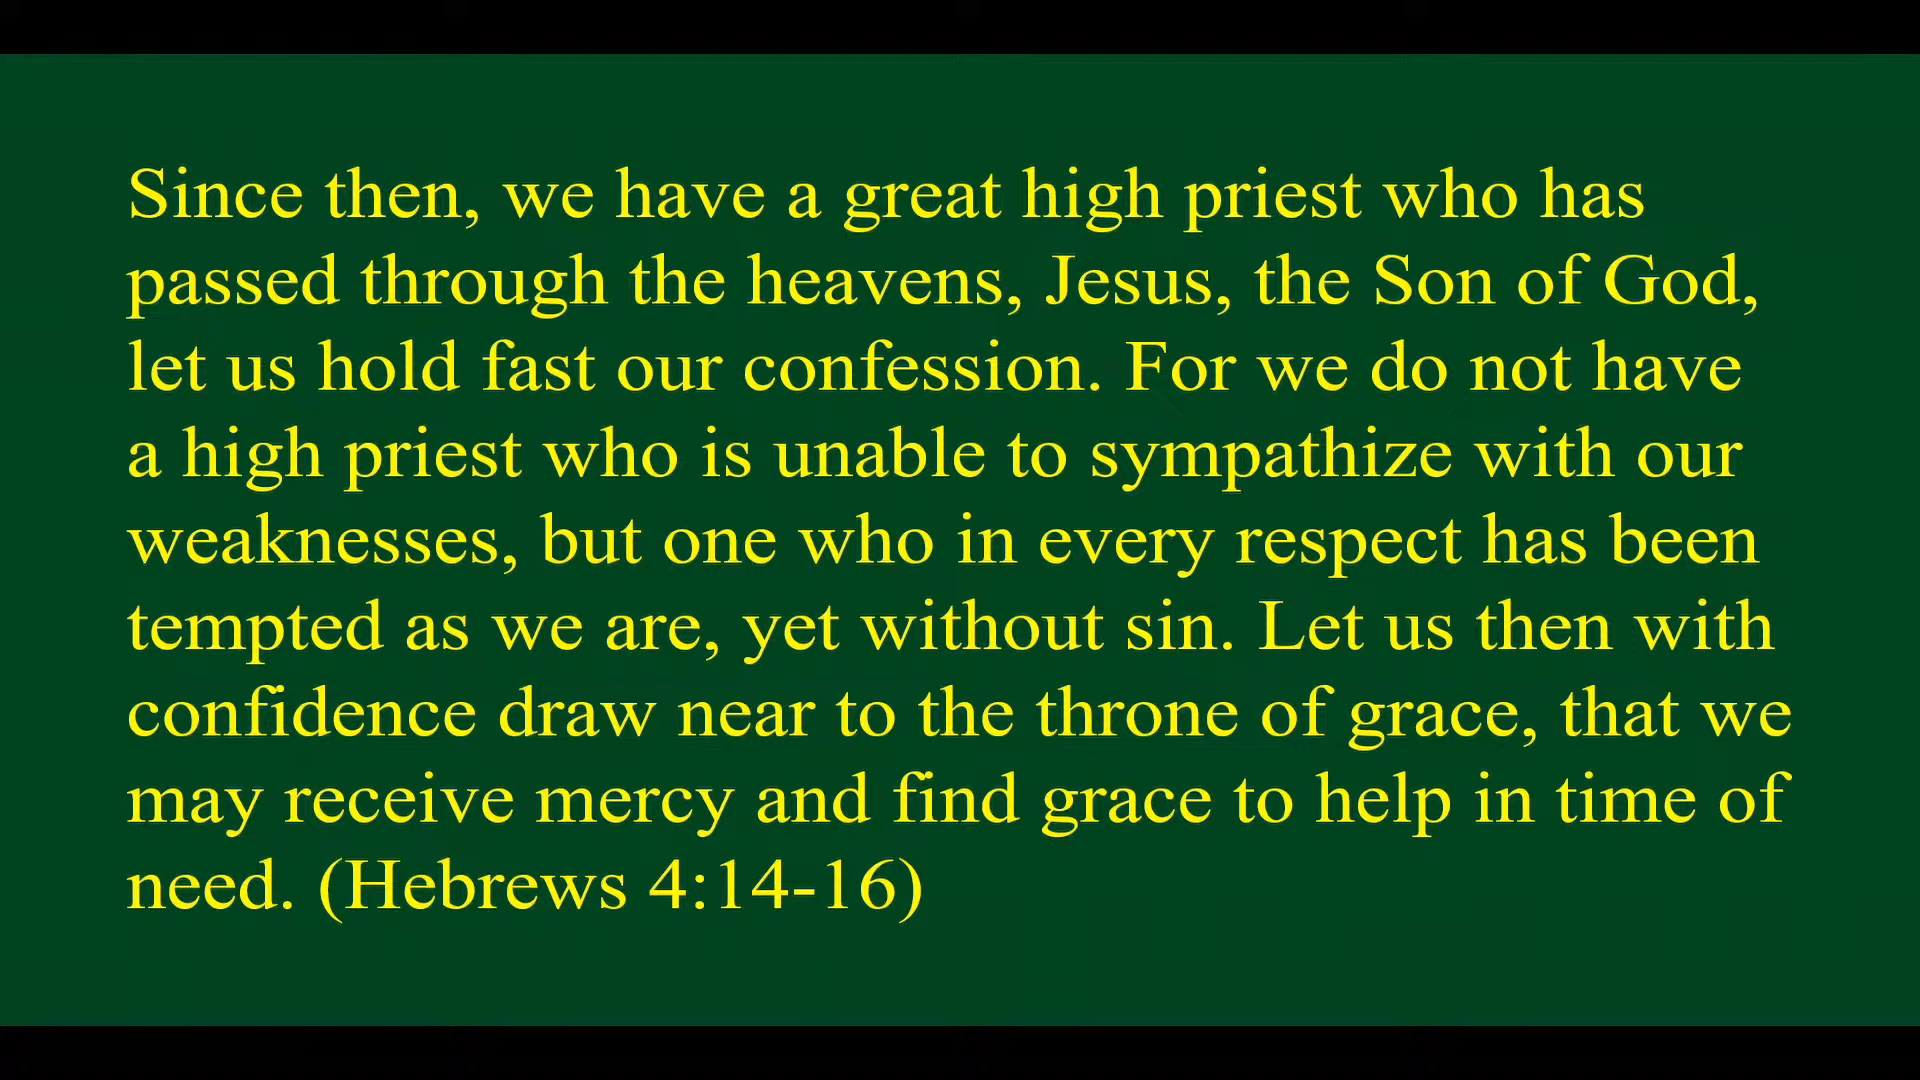 Since then, we have a great high priest who has
passed through the heavens, Jesus, the Son of God,
let us hold fast our confession. For we do not have
a high priest who is unable to sympathize with our
weaknesses, but one who in every respect has been
tempted as we are, yet without sin. Let us then with
confidence draw near to the throne of grace, that we
may receive mercy and find grace to help in time of
need. (Hebrews 4:14-16)